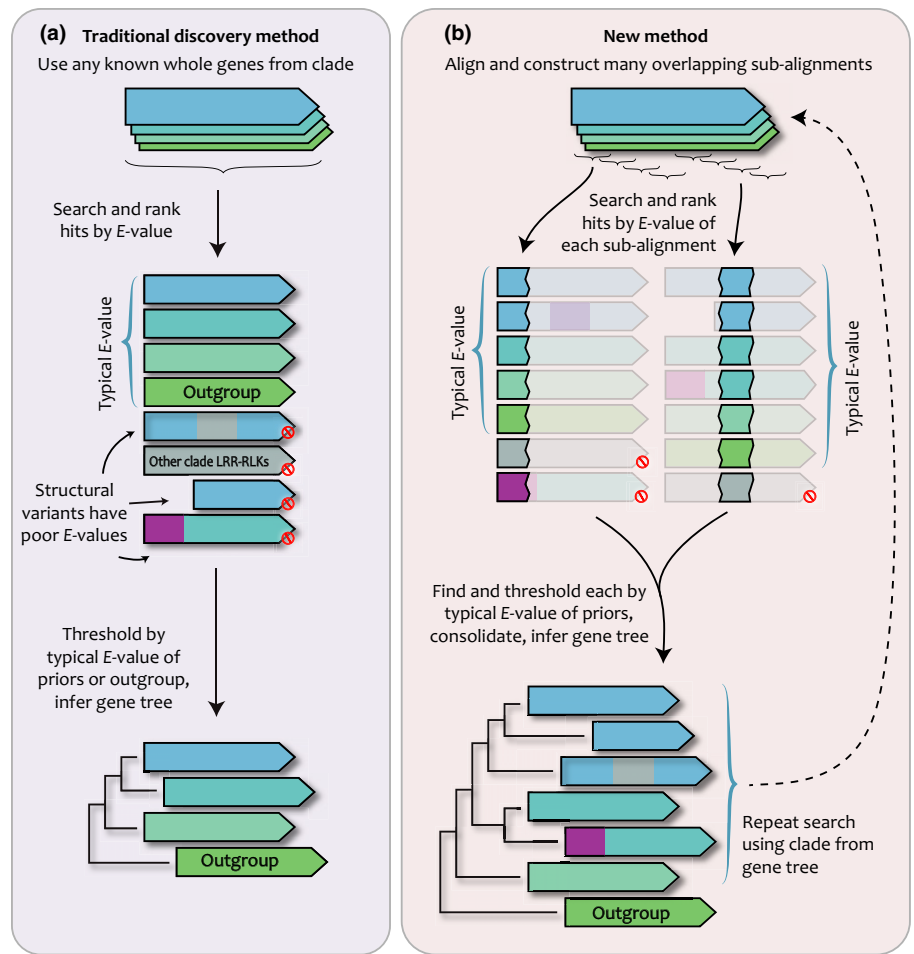 (a) Traditional discovery method
Use any known whole genes from clade
Search and rank
hits by E-value
Typical E-value
Outgroup
Other clade LRR-RLKs
Structural
variants have
poor E-values
Threshold by
typical E-value of
priors or outgroup,
infer gene tree
Outgroup
(b) New method
Align and construct many overlapping sub-alignments
Search and rank
hits by E-value of
each sub-alignment
Typical E-value
Typical E-value
Find and threshold each by
typical E-value of priors,
consolidate, infer gene tree
Repeat search
using clade from
gene tree
Outgroup